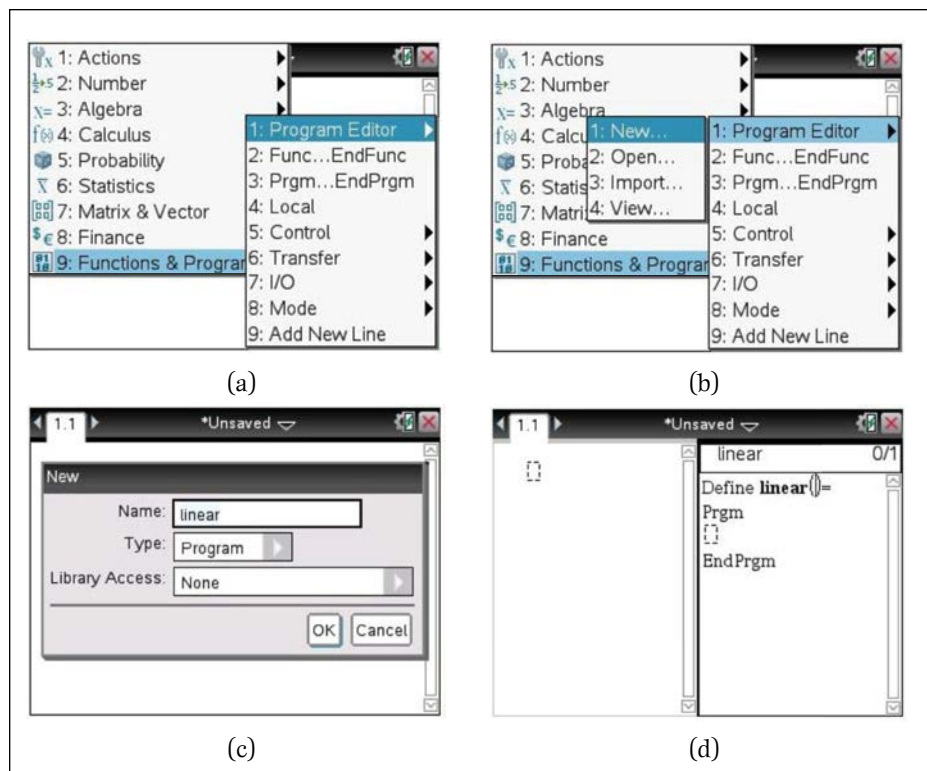 1: Actions
2: Number
3: Algebra
4: Calculus
5: Probability
6: Statistics
7: Matrix & Vector
8: Finance
9: Functions & Progra
1: Program Editor
2: Func...EndFunc
3: Prgm...EndPrgm
4: Local
5: Control
6: Transfer
7: I/O
8: Mode
9: Add New Line
(a)
1: Actions
2: Number
3: Algebra
4: Calcu
5: Proba
6: Statis
7: Matri
8: Finance
9: Functions & Progra
1: New...
2: Open...
3: Import...
4: View...
1: Program Editor
2: Func...EndFunc
3: Prgm...EndPrgm
4: Local
5: Control
6: Transfer
7: I/O
8: Mode
9: Add New Line
(b)
1.1 *Unsaved
New
Name: linear
Type: Program
Library Access: None
OK Cancel
(c)
1.1 *Unsaved
linear 0/1
Define linear()=
Prgm
EndPrgm
(d)